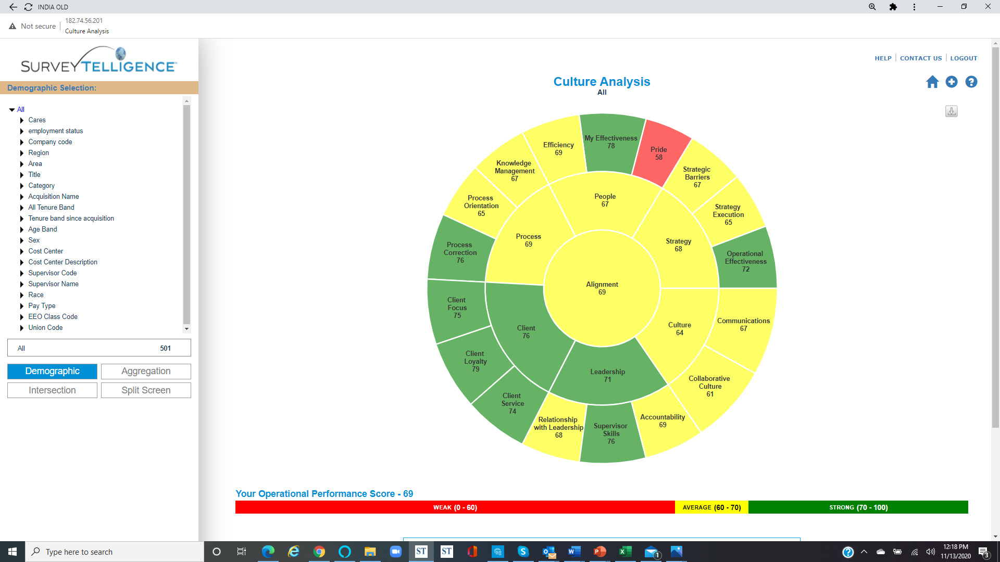 INDIA OLD
Not secure
182.74.56.201
Culture Analysis
SURVEYTELLIGENCE™
Demographic Selection:
All
Cares
employment status
Company code
Region
Area
Title
Category
Acquisition Name
All Tenure Band
Tenure band since acquisition
Age Band
Sex
Cost Center
Cost Center Description
Supervisor Code
Supervisor Name
Race
Pay Type
EEO Class Code
Union Code
All 501
Demographic Aggregation
Intersection Split Screen
HELP CONTACT US LOGOUT
Culture Analysis
All
My Effectiveness
78
Pride
58
Efficiency
69
Knowledge
Management
67
Strategic
Barriers
67
Process
Orientation
65
People
67
Strategy
Execution
65
Process
69
Strategy
68
Process
Correction
76
Operational
Effectiveness
72
Alignment
69
Client
Focus
75
Client
76
Culture
64
Communications
67
Client
Loyalty
79
Leadership
71
Collaborative
Culture
61
Client
Service
74
Relationship
with Leadership
68
Supervisor
Skills
76
Accountability
69
Your Operational Performance Score - 69
WEAK (0 - 60) AVERAGE (60 - 70) STRONG (70 - 100)
Type here to search
ST
ST
1
12:18 PM
11/13/2020
3